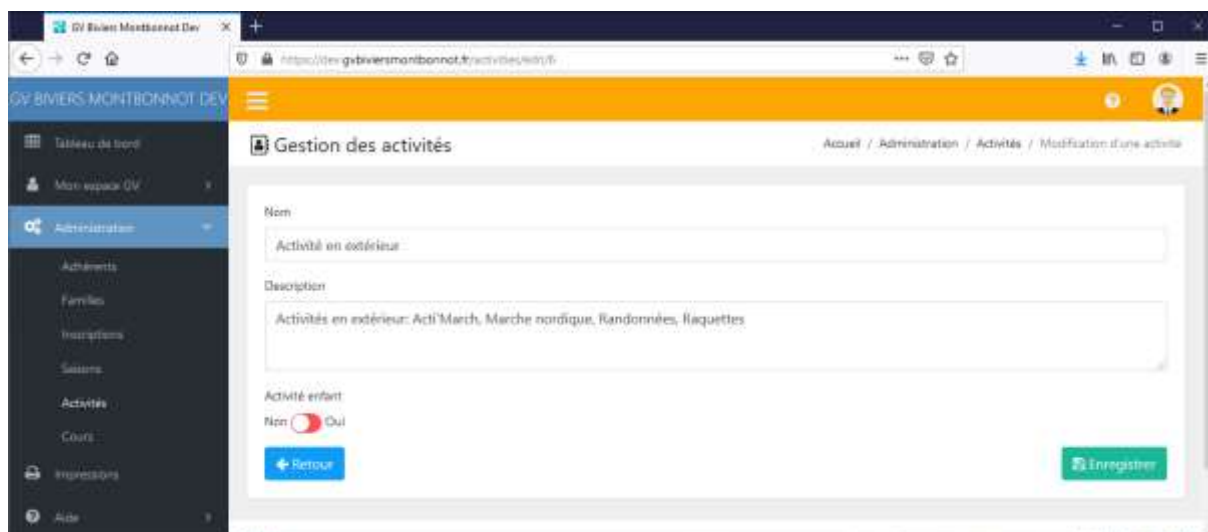 GV Biviers Montbonnot Dev
https://dev.gvbiviersmontbonnot.fr/activities/edit/6
GV BIVIERS MONTBONNOT DEV
Gestion des activités
Accueil / Administration / Activités / Modification d'une activité
Tableau de bord
Mon espace GV
Administration
Adhérents
Familles
Inscriptions
Saisons
Activités
Cours
Impressions
Aide
Nom
Activité en extérieur
Description
Activités en extérieur: Acti'March, Marche nordique, Randonnées, Raquettes
Activité enfant
Non Oui
Retour
Enregistrer